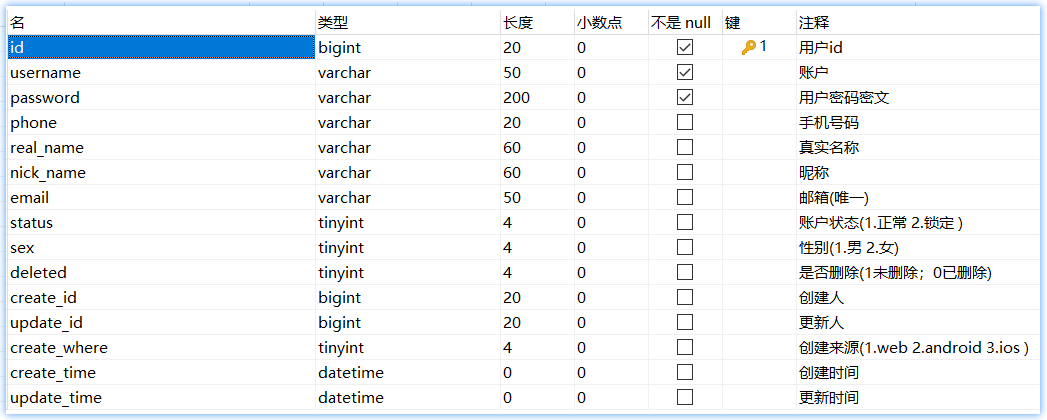 名 类型 长度 小数点 不是 null 键 注释
id bigint 20 0 1 用户id
username varchar 50 0 账户
password varchar 200 0 用户密码密文
phone varchar 20 0 手机号码
real_name varchar 60 0 真实名称
nick_name varchar 60 0 昵称
email varchar 50 0 邮箱(唯一)
status tinyint 4 0 账户状态(1.正常 2.锁定 )
sex tinyint 4 0 性别(1.男 2.女)
deleted tinyint 4 0 是否删除(1未删除；0已删除)
create_id bigint 20 0 创建人
update_id bigint 20 0 更新人
create_where tinyint 4 0 创建来源(1.web 2.android 3.ios )
create_time datetime 0 0 创建时间
update_time datetime 0 0 更新时间